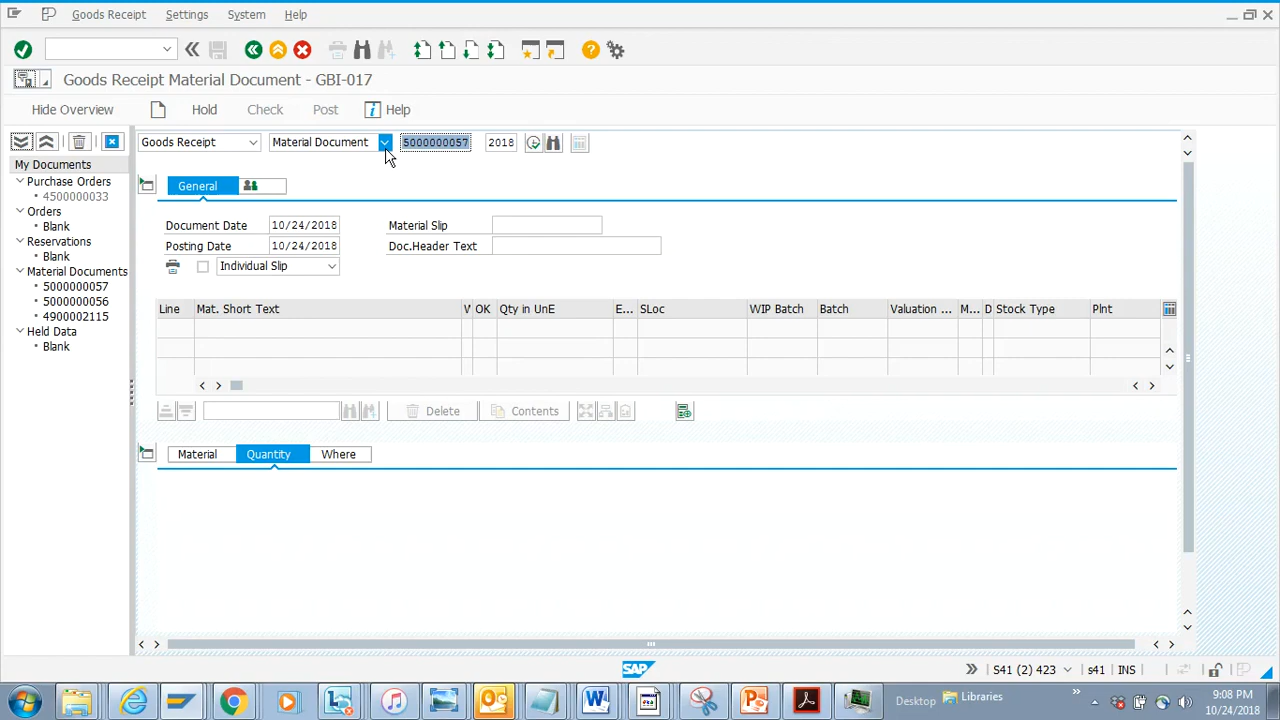 Goods Receipt Settings System Help
Goods Receipt Material Document - GBI-017
Hide Overview Hold Check Post Help
Goods Receipt Material Document 5000000057 2018
My Documents
Purchase Orders
4500000033
Orders
Blank
Reservations
Blank
Material Documents
5000000057
5000000056
4900002115
Held Data
Blank
General
Document Date 10/24/2018 Material Slip
Posting Date 10/24/2018 Doc.Header Text
Individual Slip
Line Mat. Short Text V OK Qty in UnE E... SLoc WIP Batch Batch Valuation ... M... D Stock Type Plnt
Delete Contents
Material Quantity Where
SAP S41 (2) 423 s41 INS
Desktop Libraries 9:08 PM
10/24/2018